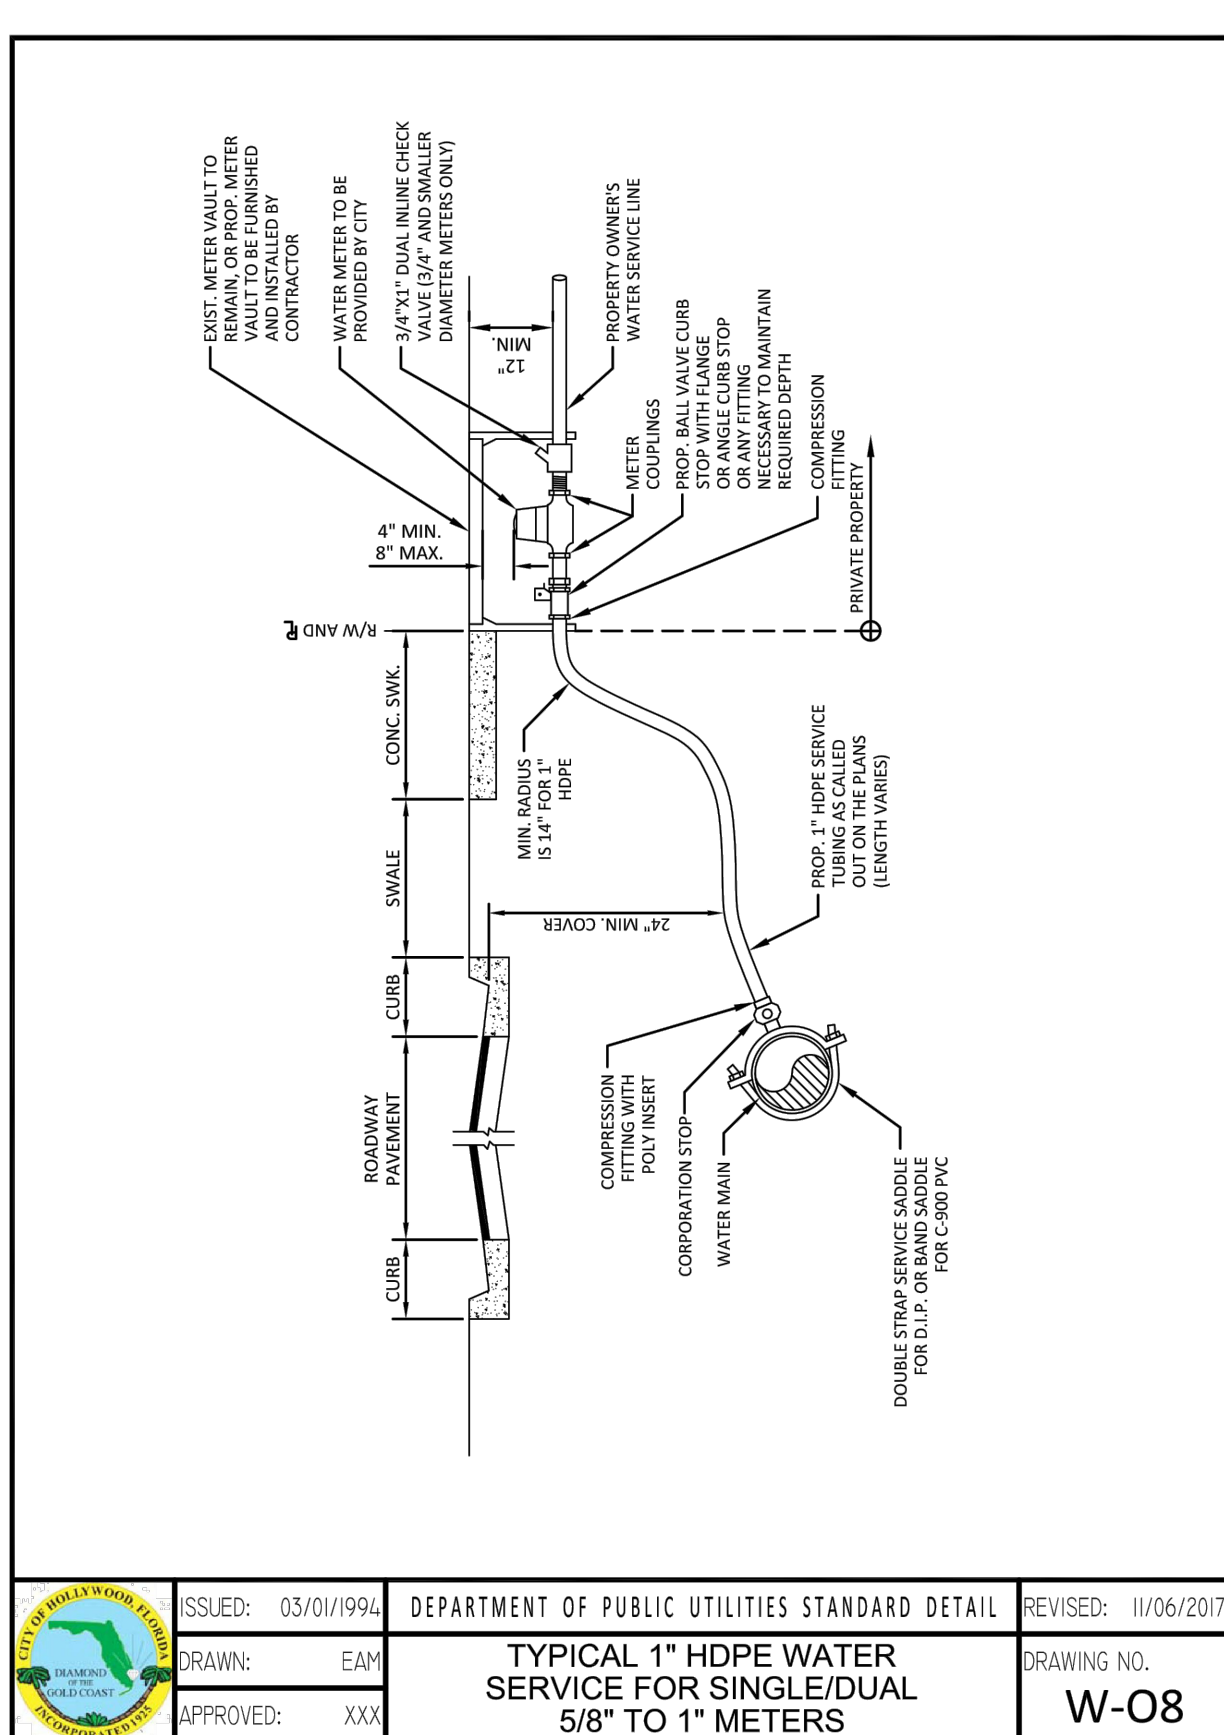 EXIST. METER VAULT TO
REMAIN, OR PROP. METER
VAULT TO BE FURNISHED
AND INSTALLED BY
CONTRACTOR
WATER METER TO BE
PROVIDED BY CITY
3/4"X1" DUAL INLINE CHECK
VALVE (3/4" AND SMALLER
DIAMETER METERS ONLY)
12"
MIN.
PROPERTY OWNER'S
WATER SERVICE LINE
METER
COUPLINGS
PROP. BALL VALVE CURB
STOP WITH FLANGE
OR ANGLE CURB STOP
OR ANY FITTING
NECESSARY TO MAINTAIN
REQUIRED DEPTH
COMPRESSION
FITTING
PRIVATE PROPERTY
4" MIN.
8" MAX.
R/W AND PL
CONC. SWK.
SWALE
CURB
ROADWAY
PAVEMENT
CURB
MIN. RADIUS
IS 14" FOR 1"
HDPE
24" MIN. COVER
PROP. 1" HDPE SERVICE
TUBING AS CALLED
OUT ON THE PLANS
(LENGTH VARIES)
COMPRESSION
FITTING WITH
POLY INSERT
CORPORATION STOP
WATER MAIN
DOUBLE STRAP SERVICE SADDLE
FOR D.I.P. OR BAND SADDLE
FOR C-900 PVC
CITY OF HOLLYWOOD, FLORIDA
DIAMOND
OF THE
GOLD COAST
INCORPORATED 1925
ISSUED: 03/01/1994
DRAWN: EAM
APPROVED: XXX
DEPARTMENT OF PUBLIC UTILITIES STANDARD DETAIL
TYPICAL 1" HDPE WATER
SERVICE FOR SINGLE/DUAL
5/8" TO 1" METERS
REVISED: 11/06/2017
DRAWING NO.
W-08